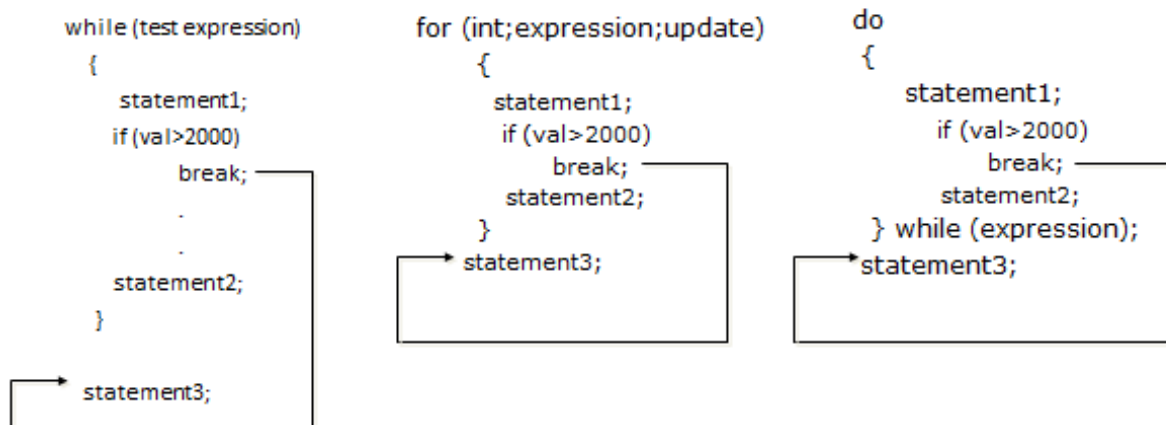 while (test expression)
{
statement1;
if (val>2000)
break;
.
.
statement2;
}
statement3;
for (int;expression;update)
{
statement1;
if (val>2000)
break;
statement2;
}
statement3;
do
{
statement1;
if (val>2000)
break;
statement2;
} while (expression);
statement3;